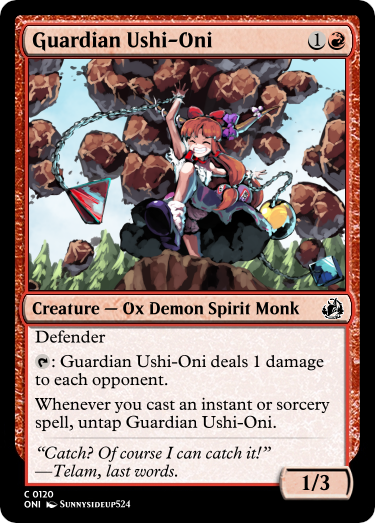 Guardian Ushi-Oni
1
Creature — Ox Demon Spirit Monk
Defender
: Guardian Ushi-Oni deals 1 damage
to each opponent.
Whenever you cast an instant or sorcery
spell, untap Guardian Ushi-Oni.
“Catch? Of course I can catch it!”
—Telam, last words.
1/3
C 0120
ONI Sunnysideup524